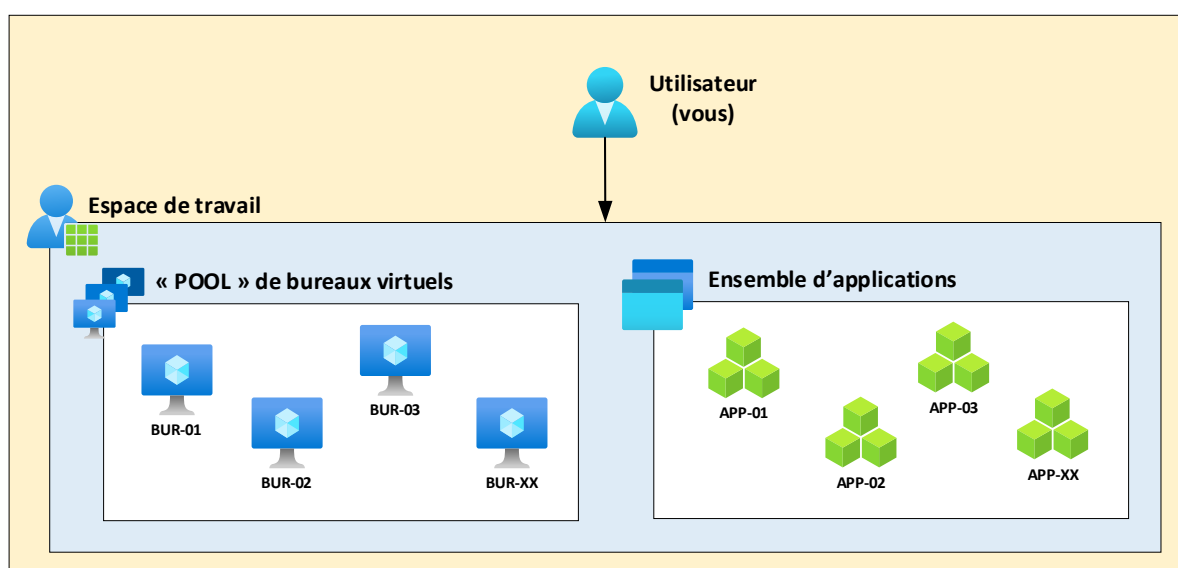 Utilisateur
(vous)
Espace de travail
« POOL » de bureaux virtuels
BUR-01
BUR-02
BUR-03
BUR-XX
Ensemble d’applications
APP-01
APP-02
APP-03
APP-XX